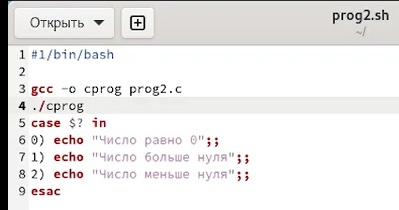 Открыть
prog2.sh
~/
1 #1/bin/bash
2
3 gcc -o cprog prog2.c
4 ./cprog
5 case $? in
6 0) echo "Число равно 0";;
7 1) echo "Число больше нуля";;
8 2) echo "Число меньше нуля";;
9 esac